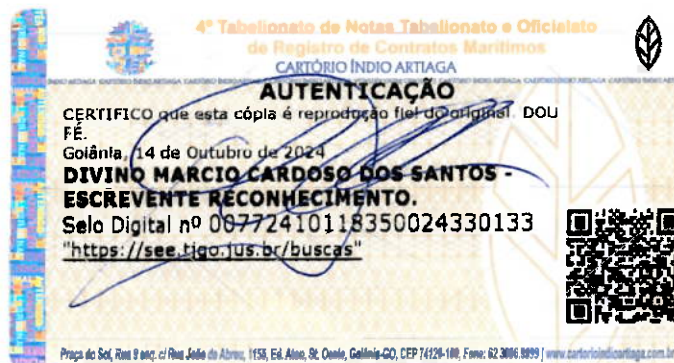 4º Tabelionato de Notas Tabelionato e Oficialato
de Registro de Contratos Marítimos
CARTÓRIO ÍNDIO ARTIAGA
AUTENTICAÇÃO
CERTIFICO que esta cópia é reprodução fiel do original. DOU
FÉ.
Goiânia, 14 de Outubro de 2024
DIVINO MARCIO CARDOSO DOS SANTOS -
ESCREVENTE RECONHECIMENTO.
Selo Digital nº 00772410118350024330133
"https://see.tjgo.jus.br/buscas"
Praça do Sol, Rua 9 esq. c/ Rua João de Abreu, 1155, Ed. Aton, St. Oeste, Goiânia-GO, CEP 74120-100, Fone: 62 3096.9999 | www.cartorioindioartiaga.com.br